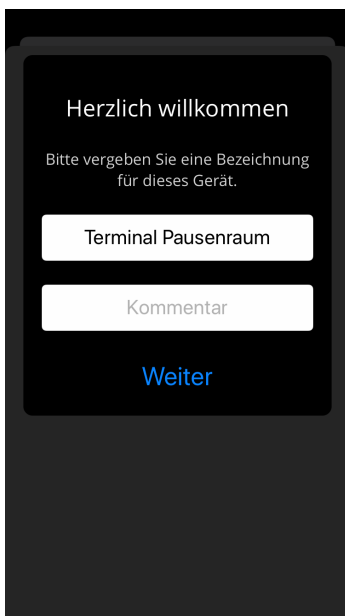 Herzlich willkommen
Bitte vergeben Sie eine Bezeichnung
für dieses Gerät.
Terminal Pausenraum
Kommentar
Weiter